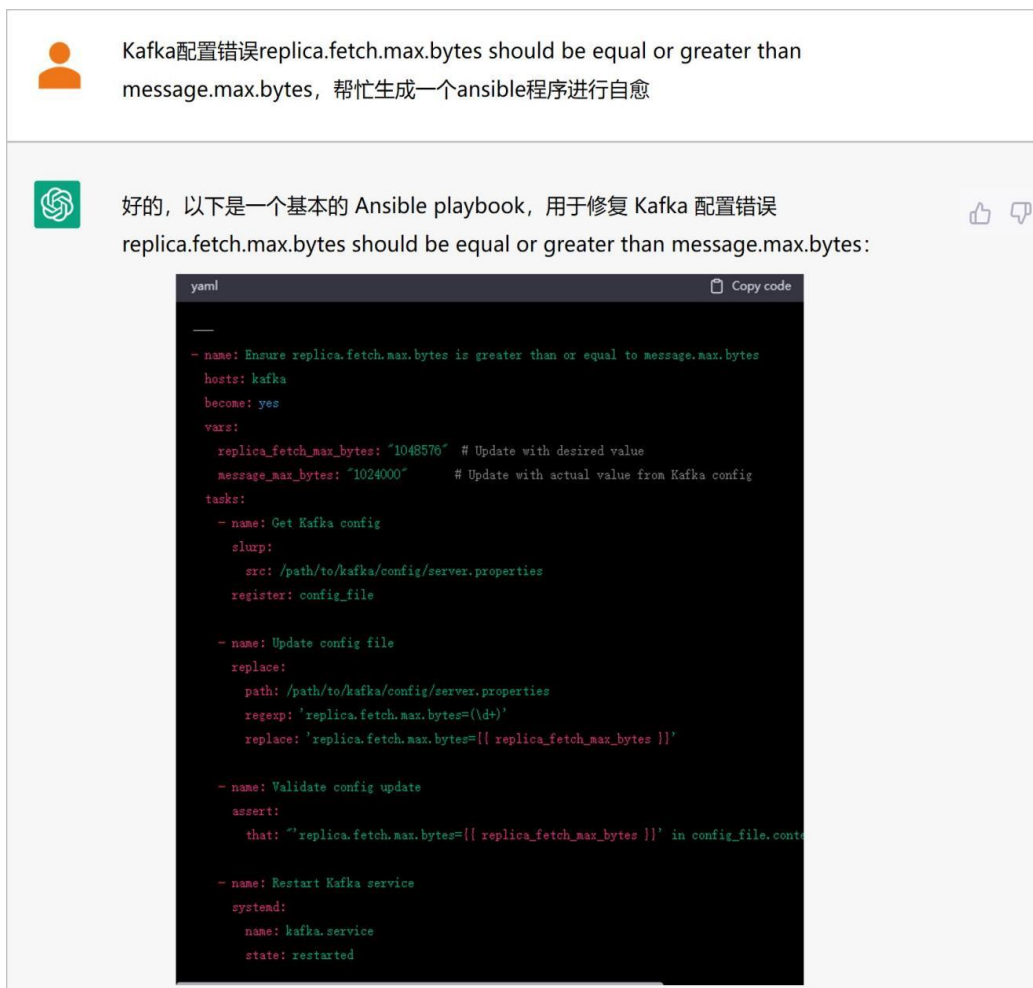 Kafka配置错误replica.fetch.max.bytes should be equal or greater than
message.max.bytes，帮忙生成一个ansible程序进行自愈
好的，以下是一个基本的 Ansible playbook，用于修复 Kafka 配置错误
replica.fetch.max.bytes should be equal or greater than message.max.bytes：
yaml Copy code
---
- name: Ensure replica.fetch.max.bytes is greater than or equal to message.max.bytes
  hosts: kafka
  become: yes
  vars:
    replica_fetch_max_bytes: "1048576"  # Update with desired value
    message_max_bytes: "1024000"        # Update with actual value from Kafka config
  tasks:
    - name: Get Kafka config
      slurp:
        src: /path/to/kafka/config/server.properties
      register: config_file
    - name: Update config file
      replace:
        path: /path/to/kafka/config/server.properties
        regexp: 'replica.fetch.max.bytes=(\d+)'
        replace: 'replica.fetch.max.bytes={{ replica_fetch_max_bytes }}'
    - name: Validate config update
      assert:
        that: "'replica.fetch.max.bytes={{ replica_fetch_max_bytes }}' in config_file.conte
    - name: Restart Kafka service
      systemd:
        name: kafka.service
        state: restarted